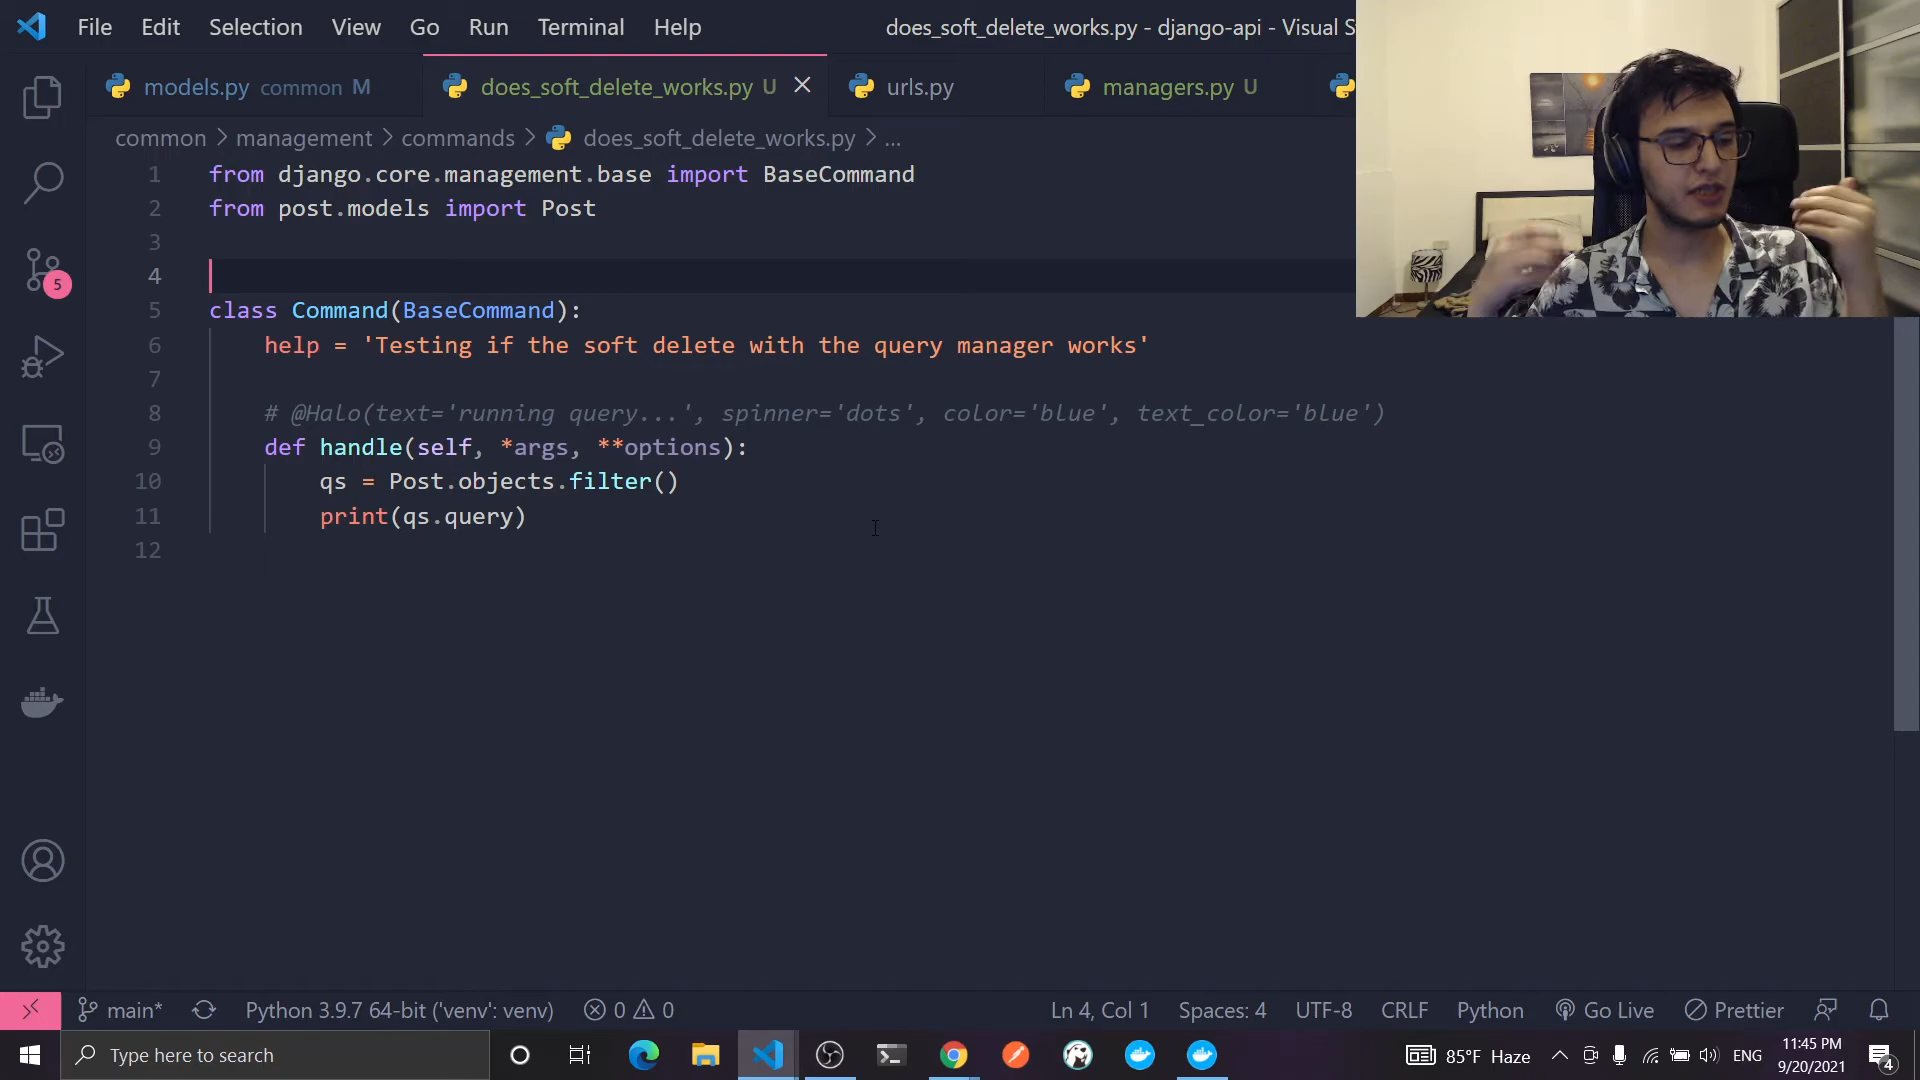 File Edit Selection View Go Run Terminal Help does_soft_delete_works.py - django-api - Visual S
models.py common M does_soft_delete_works.py U urls.py managers.py U
common > management > commands > does_soft_delete_works.py > ...
1 from django.core.management.base import BaseCommand
2 from post.models import Post
3
4
5 class Command(BaseCommand):
6 help = 'Testing if the soft delete with the query manager works'
7
8 # @Halo(text='running query...', spinner='dots', color='blue', text_color='blue')
9 def handle(self, *args, **options):
10 qs = Post.objects.filter()
11 print(qs.query)
12
5
main* Python 3.9.7 64-bit ('venv': venv) 0 0 Ln 4, Col 1 Spaces: 4 UTF-8 CRLF Python Go Live Prettier
Type here to search 85°F Haze ENG 11:45 PM
9/20/2021
4